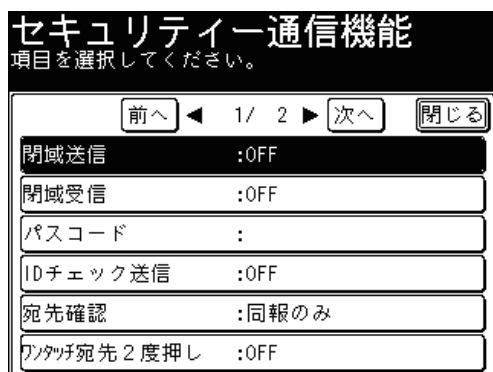 セキュリティー通信機能
項目を選択してください。
前へ ◀ 1/ 2 ▶ 次へ 閉じる
閉域送信 :OFF
閉域受信 :OFF
パスコード :
IDチェック送信 :OFF
宛先確認 :同報のみ
ﾜﾝﾀｯﾁ宛先2度押し :OFF